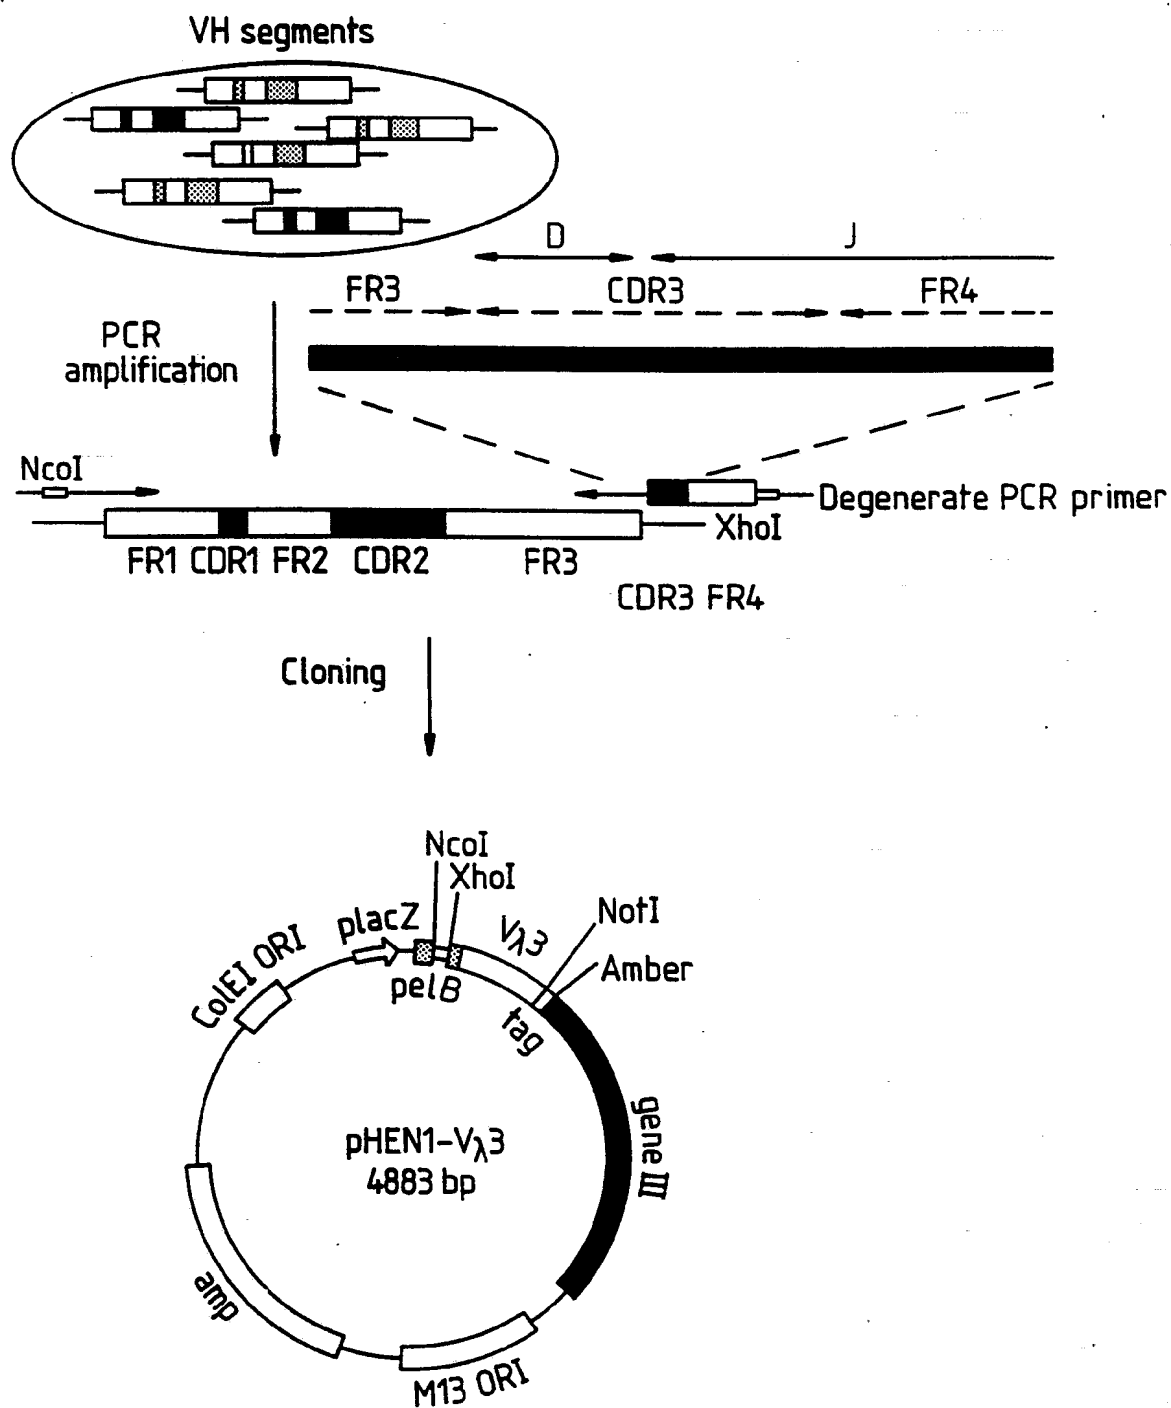 VH segments
D
J
FR3
CDR3
FR4
PCR
amplification
NcoI
Degenerate PCR primer
XhoI
FR1 CDR1 FR2 CDR2 FR3
CDR3 FR4
Cloning
NcoI
XhoI
placZ
Vλ3
NotI
ColEI ORI
pelB
Amber
tag
gene III
pHEN1-Vλ3
4883 bp
amp
M13 ORI